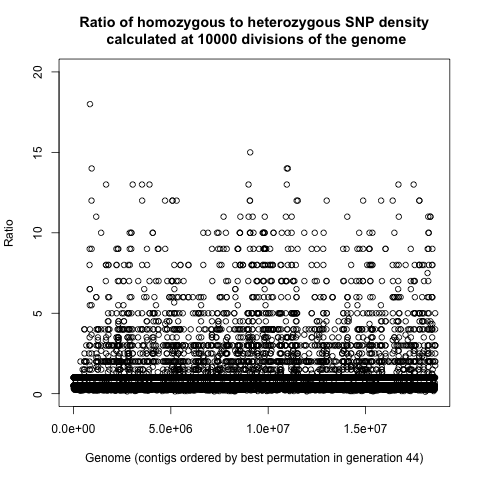 Ratio of homozygous to heterozygous SNP density
calculated at 10000 divisions of the genome
20
15
10
5
0
Ratio
0.0e+00 5.0e+06 1.0e+07 1.5e+07
Genome (contigs ordered by best permutation in generation 44)